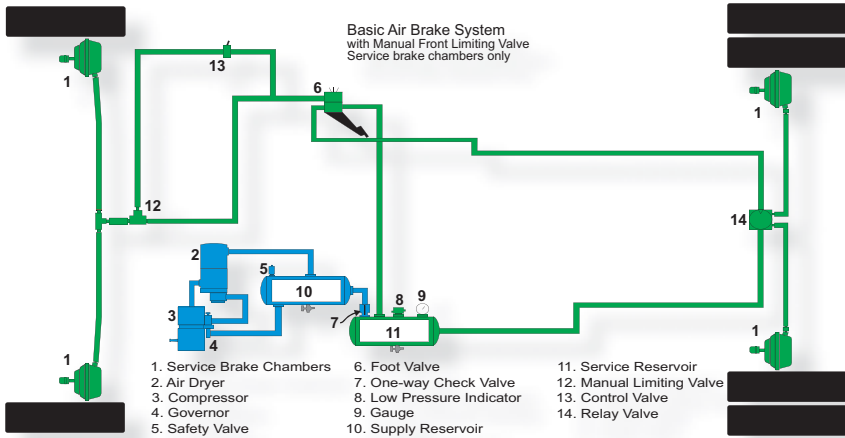 Basic Air Brake System
with Manual Front Limiting Valve
Service brake chambers only
1
13
6
1
12
14
2
5
10
3
4
7
8
9
11
1
1
1. Service Brake Chambers
2. Air Dryer
3. Compressor
4. Governor
5. Safety Valve
6. Foot Valve
7. One-way Check Valve
8. Low Pressure Indicator
9. Gauge
10. Supply Reservoir
11. Service Reservoir
12. Manual Limiting Valve
13. Control Valve
14. Relay Valve